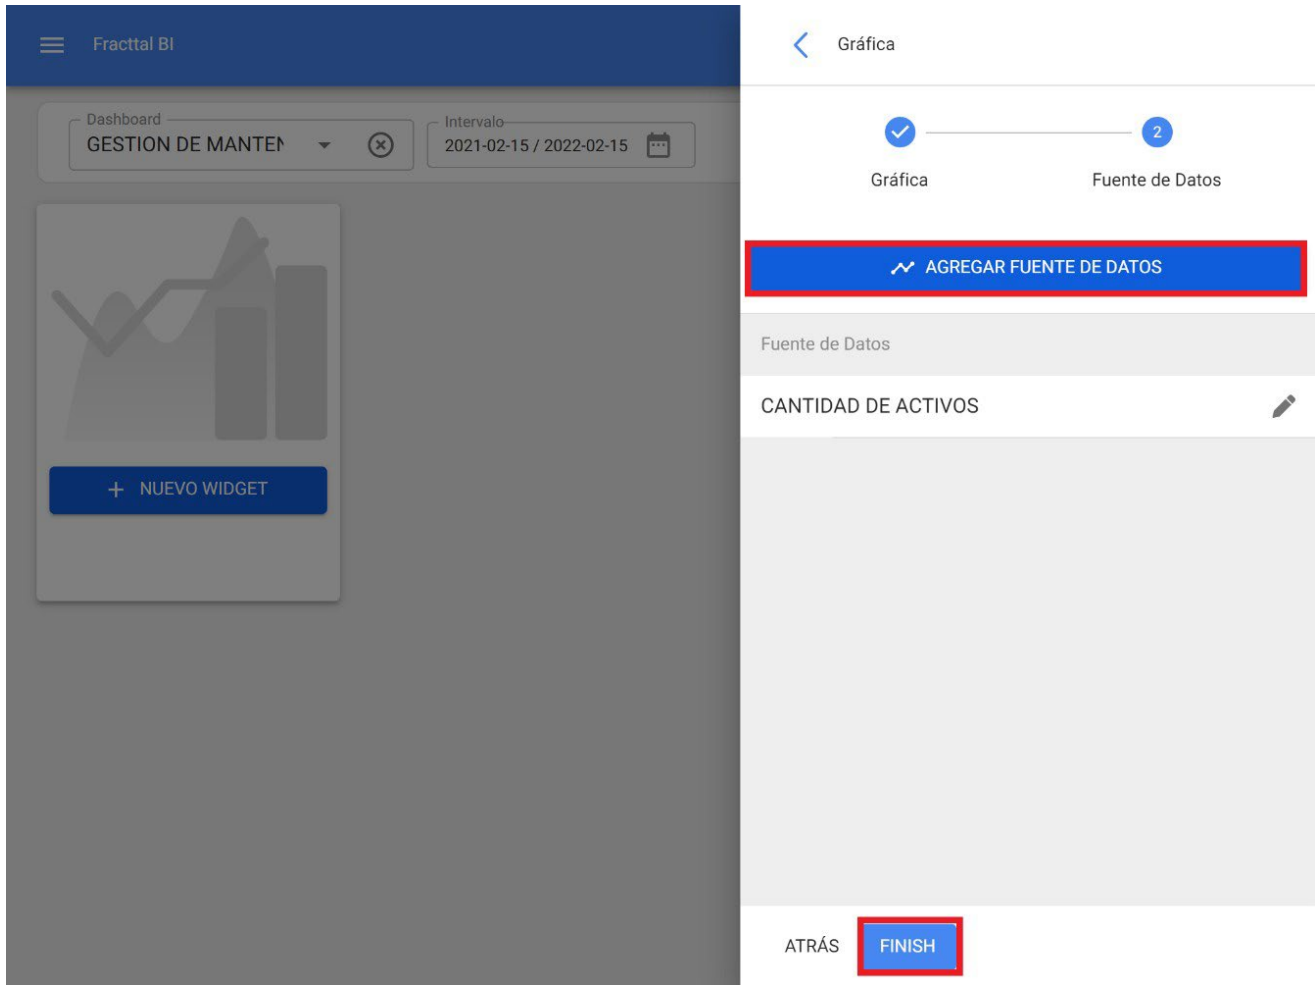 Fracttal BI
Dashboard
GESTION DE MANTEN
Intervalo
2021-02-15 / 2022-02-15
NUEVO WIDGET
Gráfica
2
Gráfica
Fuente de Datos
AGREGAR FUENTE DE DATOS
Fuente de Datos
CANTIDAD DE ACTIVOS
ATRÁS
FINISH